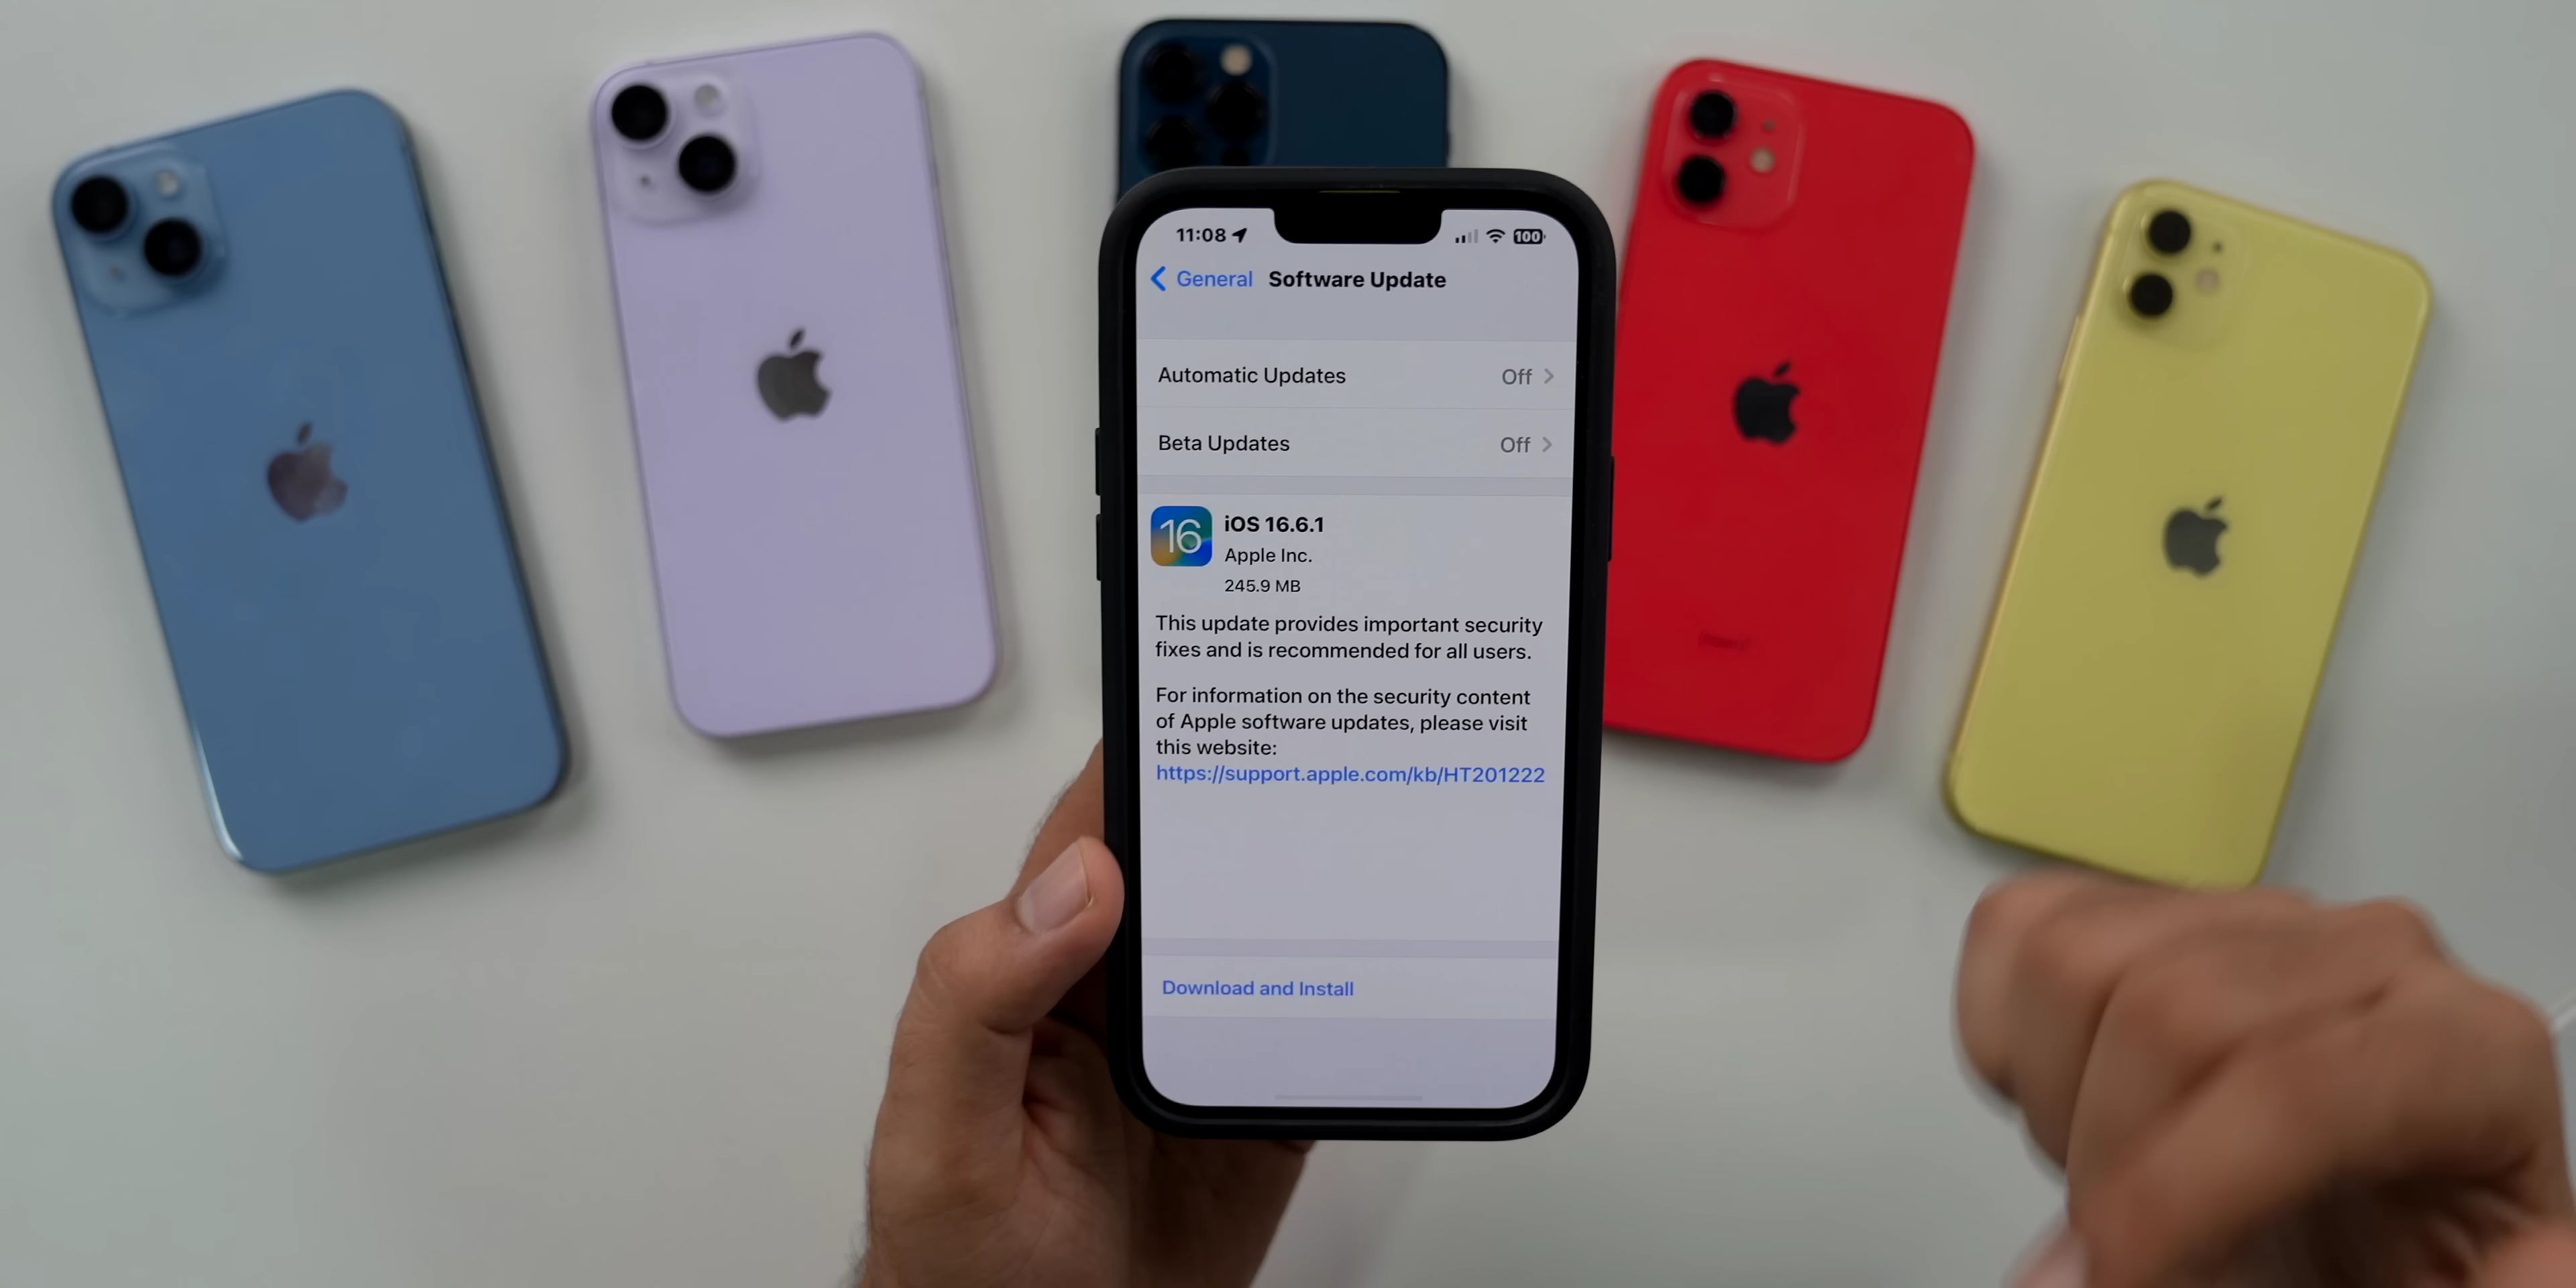 11:08
100
General Software Update
Automatic Updates Off
Beta Updates Off
16
iOS 16.6.1
Apple Inc.
245.9 MB
This update provides important security
fixes and is recommended for all users.
For information on the security content
of Apple software updates, please visit
this website:
https://support.apple.com/kb/HT201222
Download and Install